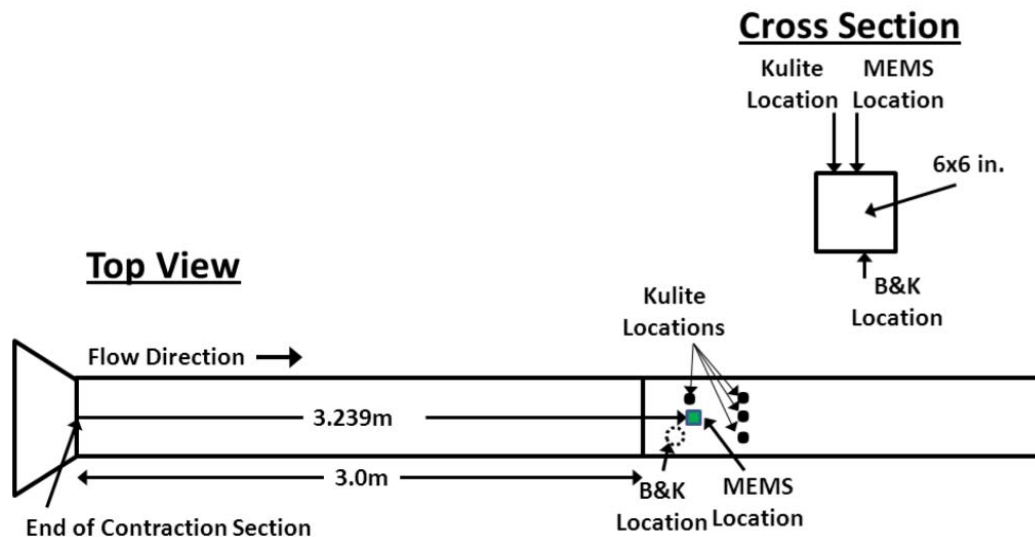 Cross Section
Kulite
Location
MEMS
Location
6x6 in.
B&K
Location
Top View
Kulite
Locations
Flow Direction
3.239m
3.0m
B&K
Location
MEMS
Location
End of Contraction Section